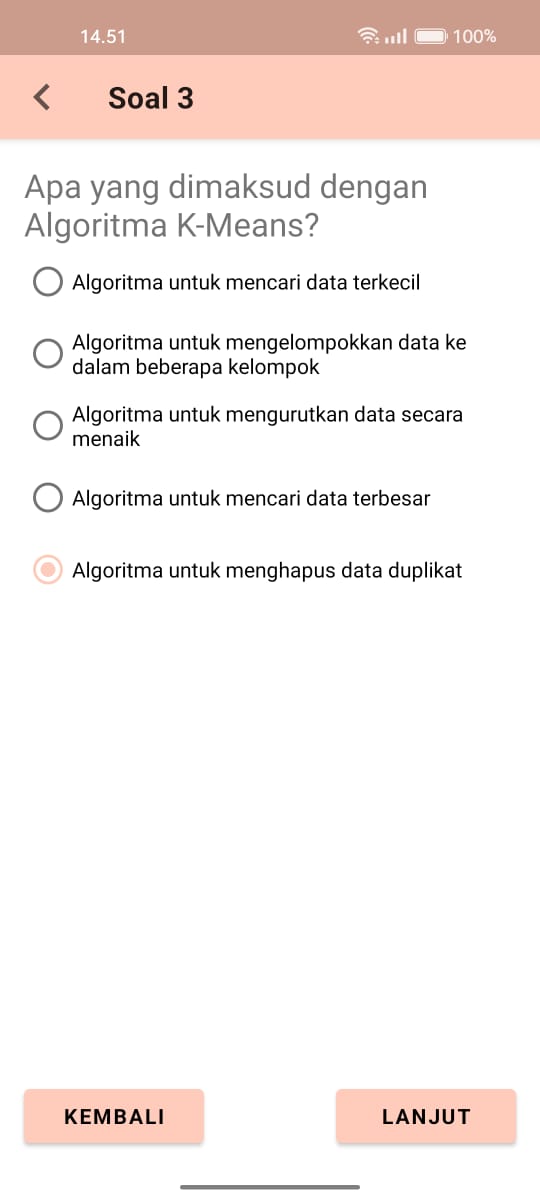 14.51
100%
Soal 3
Apa yang dimaksud dengan
Algoritma K-Means?
Algoritma untuk mencari data terkecil
Algoritma untuk mengelompokkan data ke
dalam beberapa kelompok
Algoritma untuk mengurutkan data secara
menaik
Algoritma untuk mencari data terbesar
Algoritma untuk menghapus data duplikat
KEMBALI
LANJUT